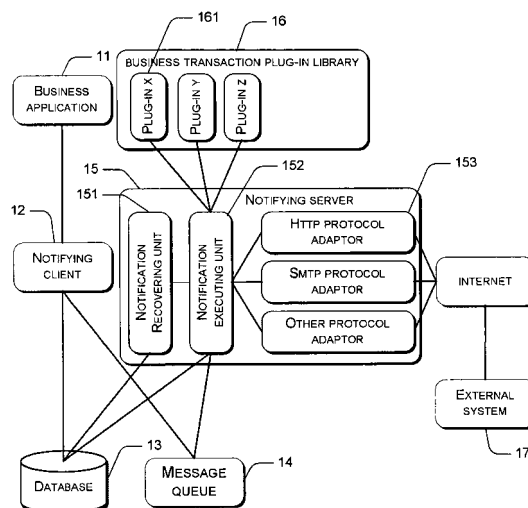 161
16
11
BUSINESS TRANSACTION PLUG-IN LIBRARY
BUSINESS
APPLICATION
PLUG-IN X
PLUG-IN Y
PLUG-IN Z
15
152
153
151
NOTIFYING SERVER
12
NOTIFYING
CLIENT
NOTIFICATION
RECOVERING UNIT
NOTIFICATION
EXECUTING UNIT
HTTP PROTOCOL
ADAPTOR
SMTP PROTOCOL
ADAPTOR
OTHER PROTOCOL
ADAPTOR
INTERNET
EXTERNAL
SYSTEM
17
13
DATABASE
MESSAGE
QUEUE
14